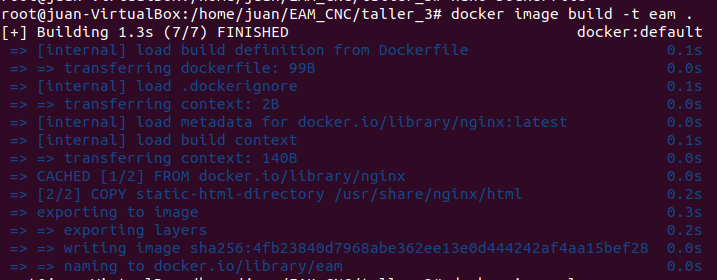 root@juan-VirtualBox:/home/juan/EAM_CNC/taller_3# docker image build -t eam .
[+] Building 1.3s (7/7) FINISHED docker:default
=> [internal] load build definition from Dockerfile 0.1s
=> => transferring dockerfile: 99B 0.0s
=> [internal] load .dockerignore 0.1s
=> => transferring context: 2B 0.0s
=> [internal] load metadata for docker.io/library/nginx:latest 0.0s
=> [internal] load build context 0.1s
=> => transferring context: 140B 0.0s
=> CACHED [1/2] FROM docker.io/library/nginx 0.0s
=> [2/2] COPY static-html-directory /usr/share/nginx/html 0.2s
=> exporting to image 0.3s
=> => exporting layers 0.2s
=> => writing image sha256:4fb23840d7968abe362ee13e0d444242af4aa15bef28 0.0s
=> => naming to docker.io/library/eam 0.0s